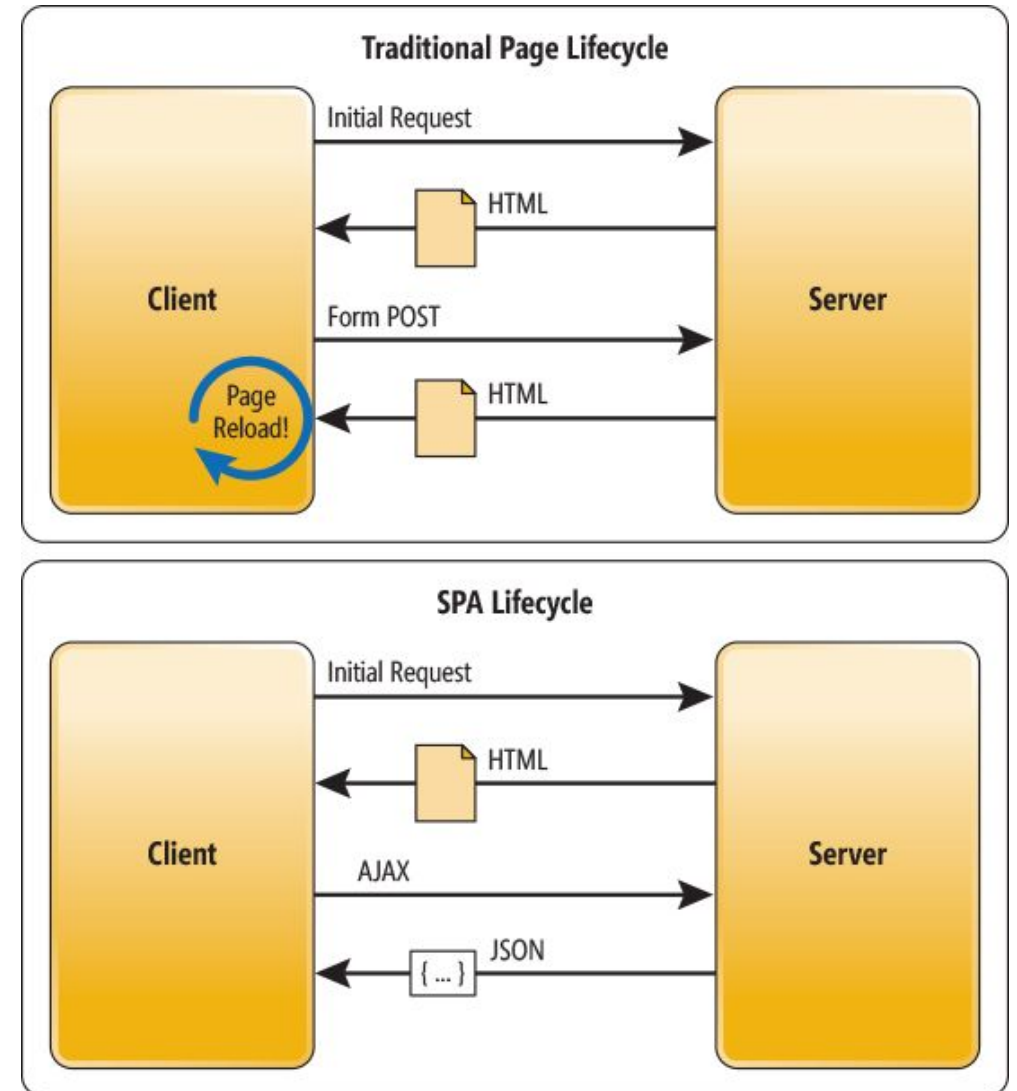 Traditional Page Lifecycle
Initial Request
HTML
Client
Server
Form POST
HTML
Page
Reload!
SPA Lifecycle
Initial Request
HTML
Client
Server
AJAX
JSON
{ ... }